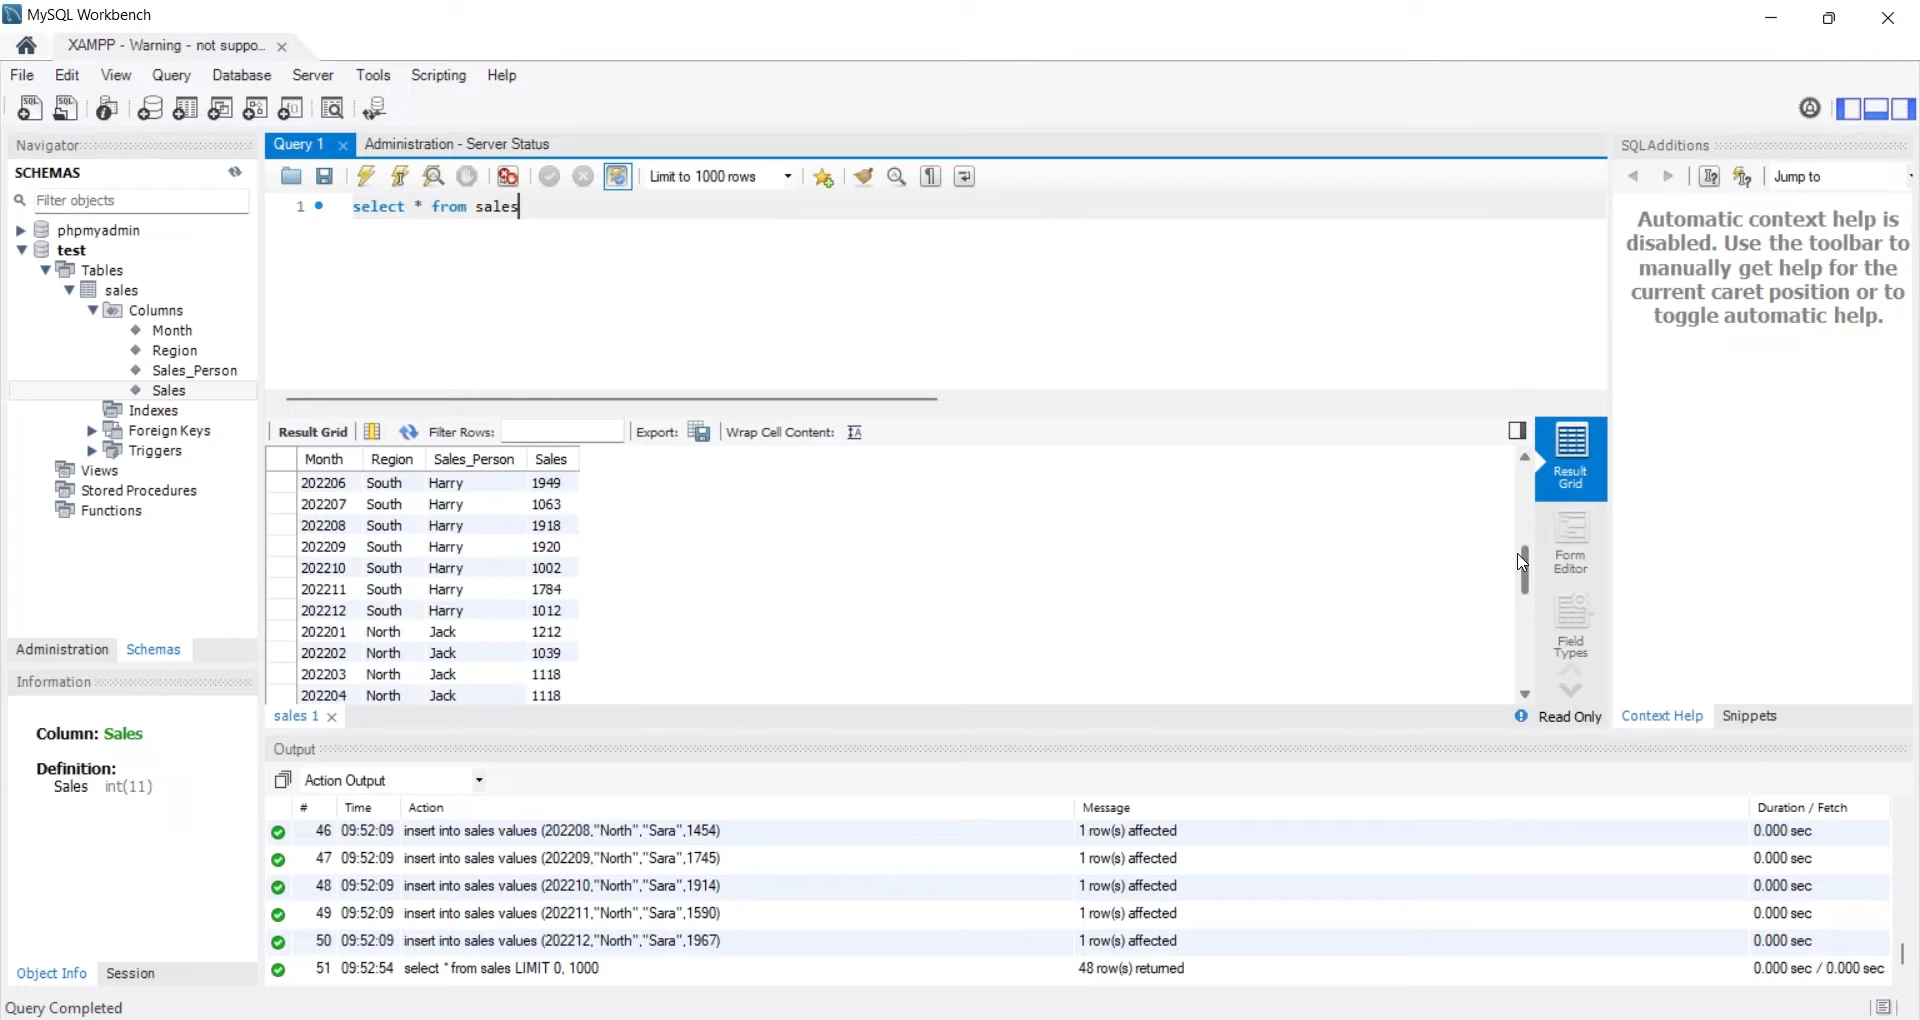 MySQL Workbench
XAMPP - Warning - not suppo...
File Edit View Query Database Server Tools Scripting Help
Navigator
SCHEMAS
Filter objects
phpmyadmin
test
Tables
sales
Columns
Month
Region
Sales_Person
Sales
Indexes
Foreign Keys
Triggers
Views
Stored Procedures
Functions
Administration Schemas
Information
Column: Sales
Definition:
Sales int(11)
Object Info Session
Query 1 Administration - Server Status
Limit to 1000 rows
1 select * from sales
Result Grid Filter Rows: Export: Wrap Cell Content:
Month Region Sales_Person Sales
202206 South Harry 1949
202207 South Harry 1063
202208 South Harry 1918
202209 South Harry 1920
202210 South Harry 1002
202211 South Harry 1784
202212 South Harry 1012
202201 North Jack 1212
202202 North Jack 1039
202203 North Jack 1118
202204 North Jack 1118
Result
Grid
Form
Editor
Field
Types
sales 1 Read Only
SQLAdditions
Jump to
Automatic context help is
disabled. Use the toolbar to
manually get help for the
current caret position or to
toggle automatic help.
Context Help Snippets
Output
Action Output
# Time Action Message Duration / Fetch
46 09:52:09 insert into sales values (202208,"North","Sara",1454) 1 row(s) affected 0.000 sec
47 09:52:09 insert into sales values (202209,"North","Sara",1745) 1 row(s) affected 0.000 sec
48 09:52:09 insert into sales values (202210,"North","Sara",1914) 1 row(s) affected 0.000 sec
49 09:52:09 insert into sales values (202211,"North","Sara",1590) 1 row(s) affected 0.000 sec
50 09:52:09 insert into sales values (202212,"North","Sara",1967) 1 row(s) affected 0.000 sec
51 09:52:54 select * from sales LIMIT 0, 1000 48 row(s) returned 0.000 sec / 0.000 sec
Query Completed